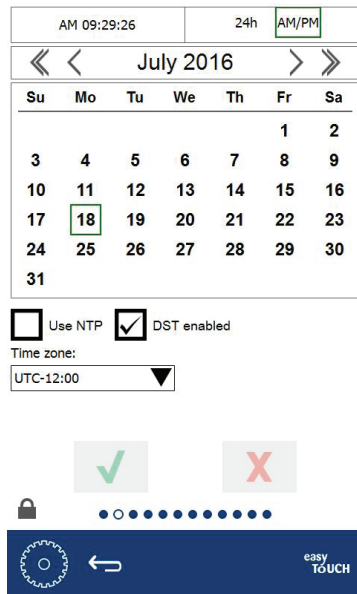 AM 09:29:26 24h AM/PM
July 2016
Su Mo Tu We Th Fr Sa
1 2
3 4 5 6 7 8 9
10 11 12 13 14 15 16
17 18 19 20 21 22 23
24 25 26 27 28 29 30
31
Use NTP DST enabled
Time zone:
UTC-12:00
easy
TOUCH